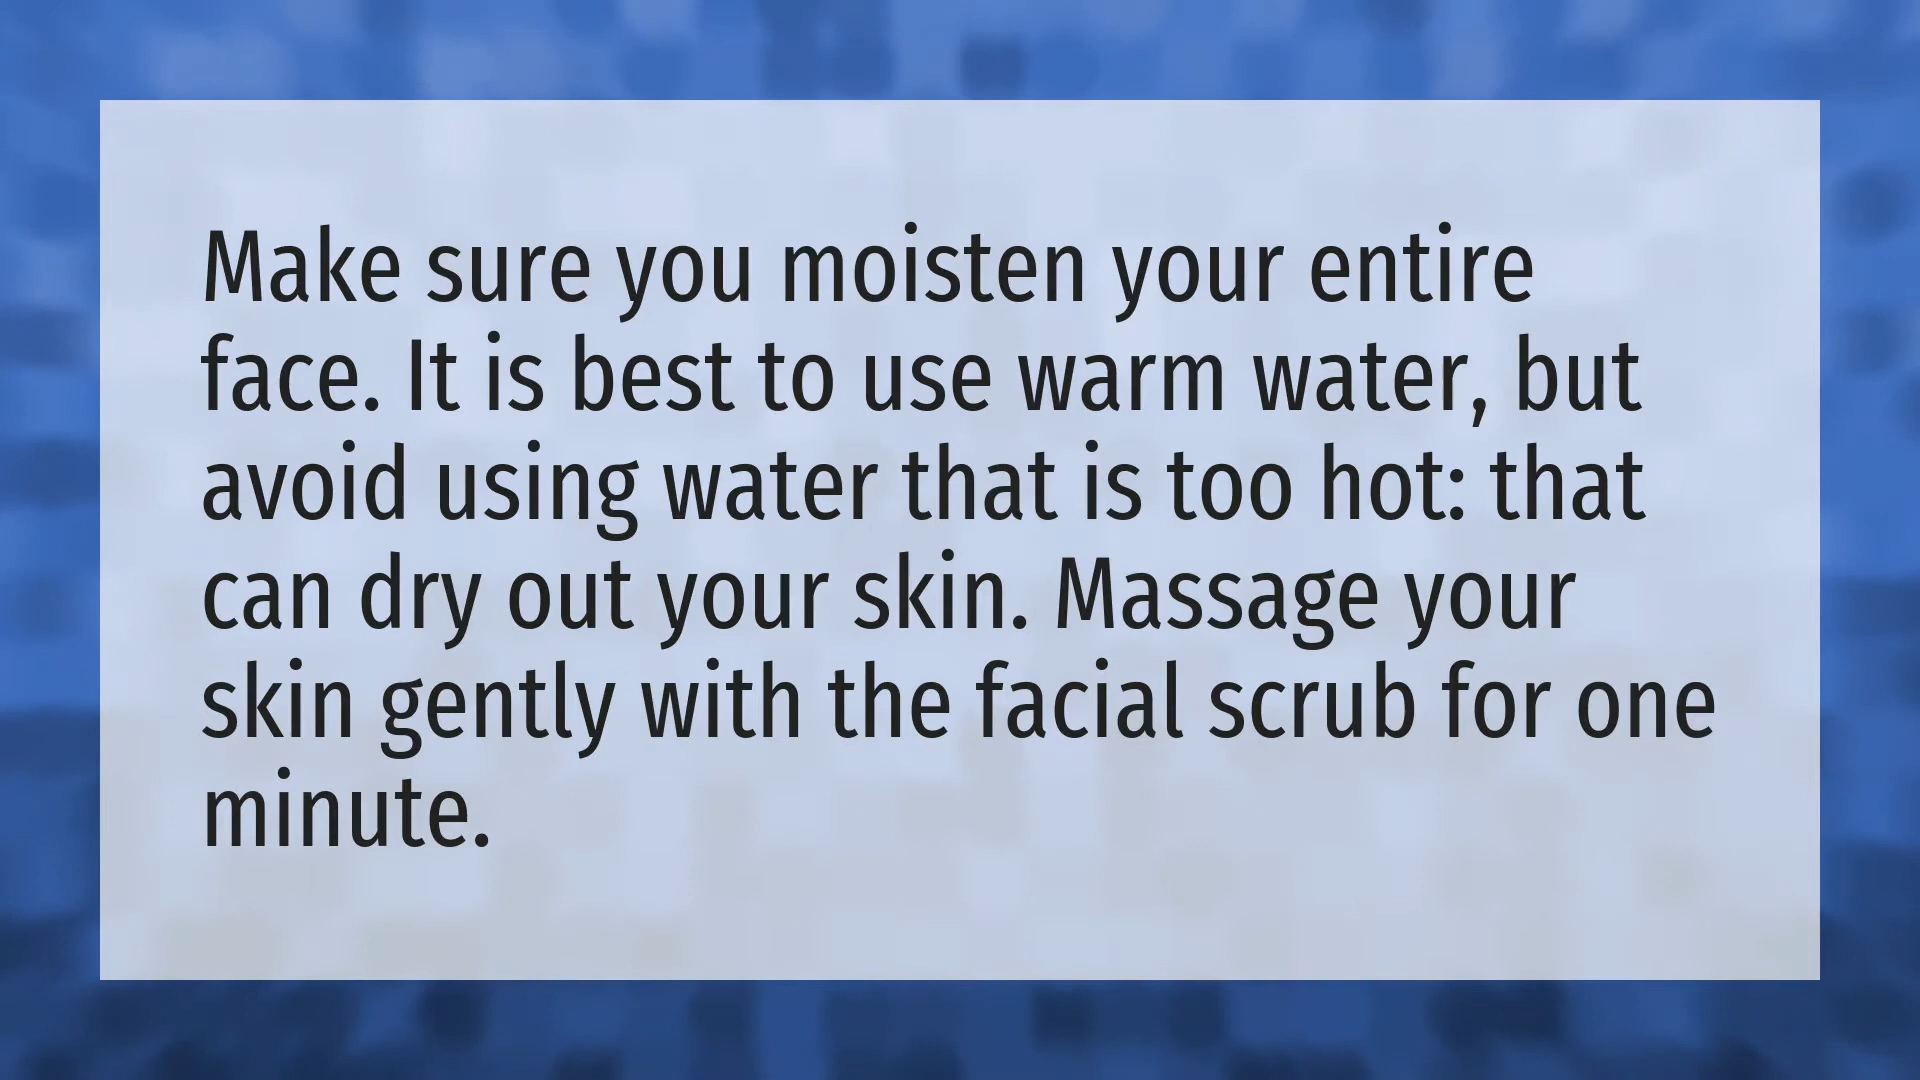 Make sure you moisten your entire
face. It is best to use warm water, but
avoid using water that is too hot: that
can dry out your skin. Massage your
skin gently with the facial scrub for one
minute.